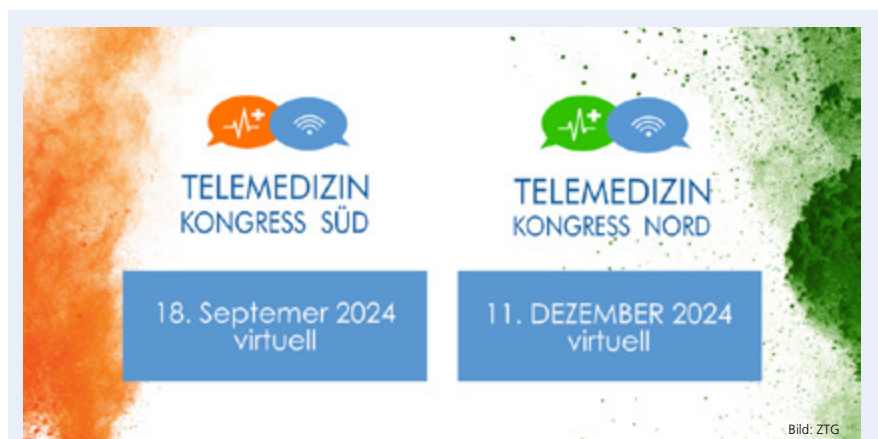 TELEMEDIZIN
KONGRESS SÜD
18. Septemer 2024
virtuell
TELEMEDIZIN
KONGRESS NORD
11. DEZEMBER 2024
virtuell
Bild: ZTG